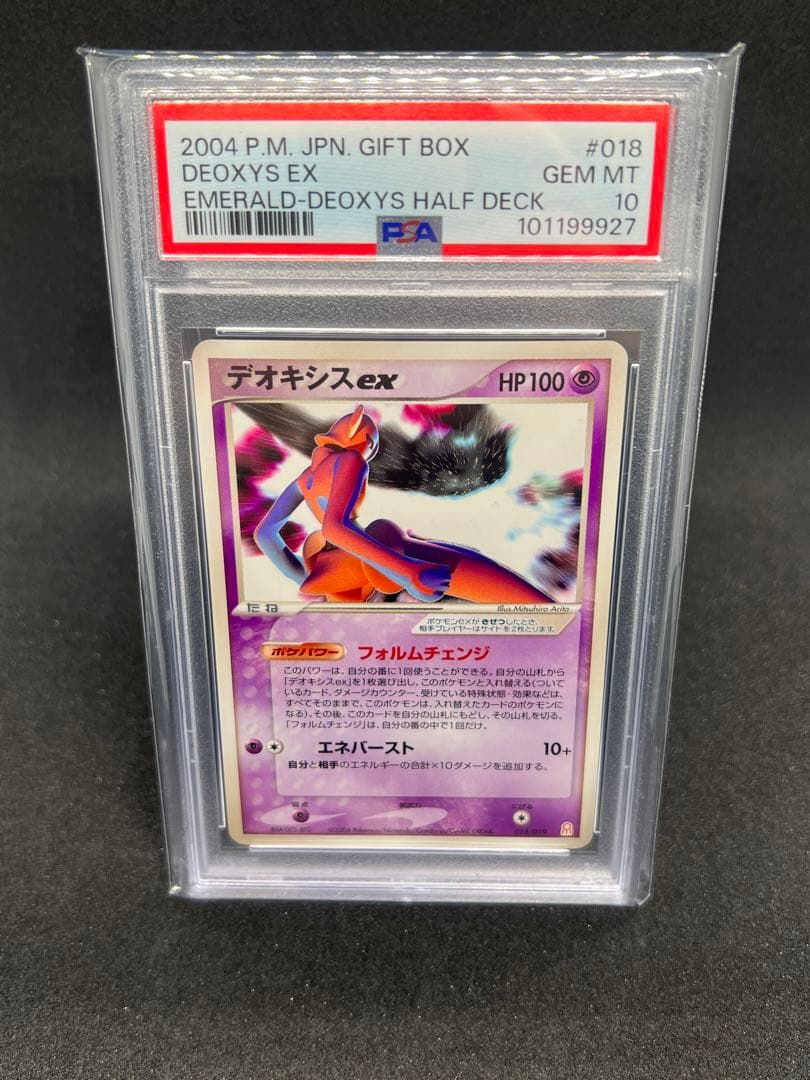 2004 P.M. JPN. GIFT BOX #018
DEOXYS EX GEM MT
EMERALD-DEOXYS HALF DECK 10
PSA 101199927
デオキシスex HP100
たね Illus.Mitsuhiro Arita
ポケモンexがきぜつしたとき、
相手プレイヤーはサイドを2枚とります。
ポケパワー フォルムチェンジ
このパワーは、自分の番に1回使うことができる。自分の山札から
「デオキシスex」を1枚選び出し、このポケモンと入れ替える(ついて
いるカード、ダメージカウンター、受けている特殊状態・効果などは、
すべてそのままで、このポケモンは、入れ替えたカードのポケモンに
なる)。その後、このカードを自分の山札にもどし、その山札を切る。
「フォルムチェンジ」は、自分の番の中で1回だけ。
エネバースト 10+
自分と相手のエネルギーの合計×10ダメージを追加する。
弱点 抵抗力 にげる
018/019